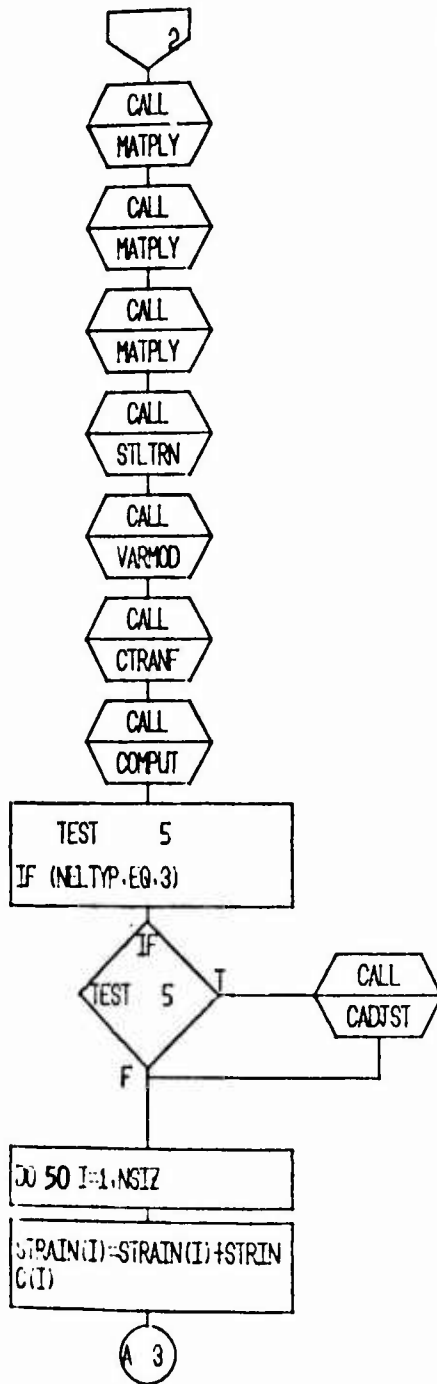 2
CALL
MATPLY
CALL
MATPLY
CALL
MATPLY
CALL
STLTRN
CALL
VARMOD
CALL
CTRANF
CALL
COMPUT
TEST 5
IF (NELTYP.EQ.3)
IF
TEST 5
T
CALL
CADJST
F
DO 50 I=1,NSIZ
STRAIN(I)=STRAIN(I)+STRIN
C(I)
A 3